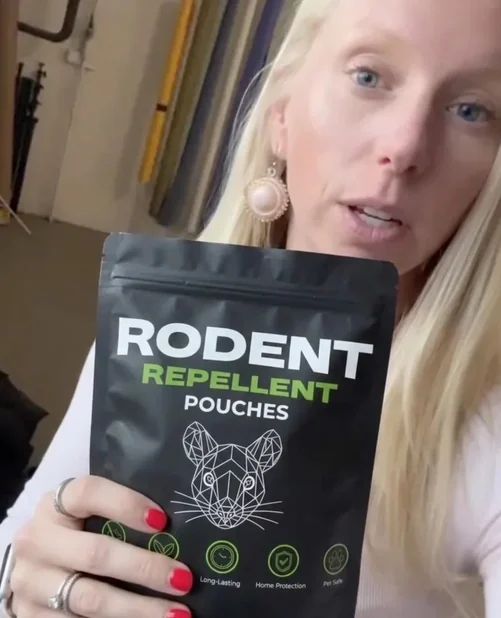 RODENT
REPELLENT
POUCHES
Long-Lasting
Home Protection
Pet Safe